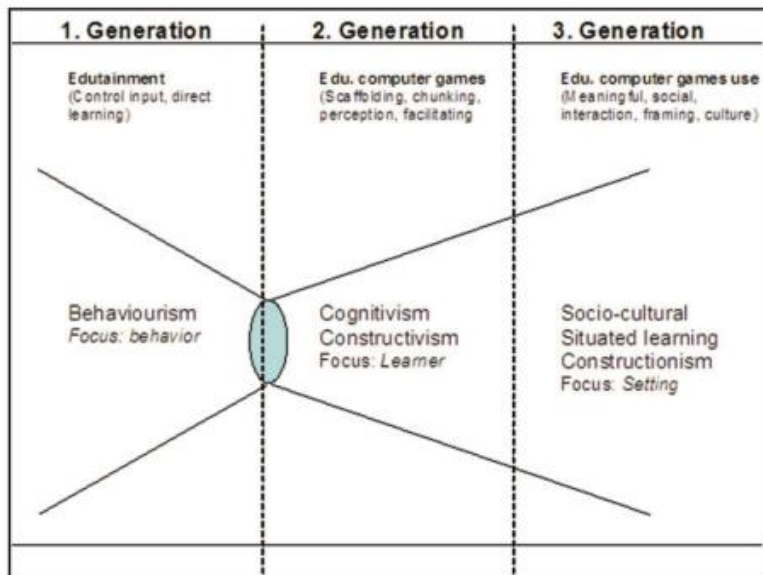 1. Generation
2. Generation
3. Generation
Edutainment
(Control input, direct
learning)
Edu. computer games
(Scaffolding, chunking,
perception, facilitating
Edu. computer games use
(Meaningful, social,
interaction, framing, culture)
Behaviourism
Focus: behavior
Cognitivism
Constructivism
Focus: Learner
Socio-cultural
Situated learning
Constructionism
Focus: Setting